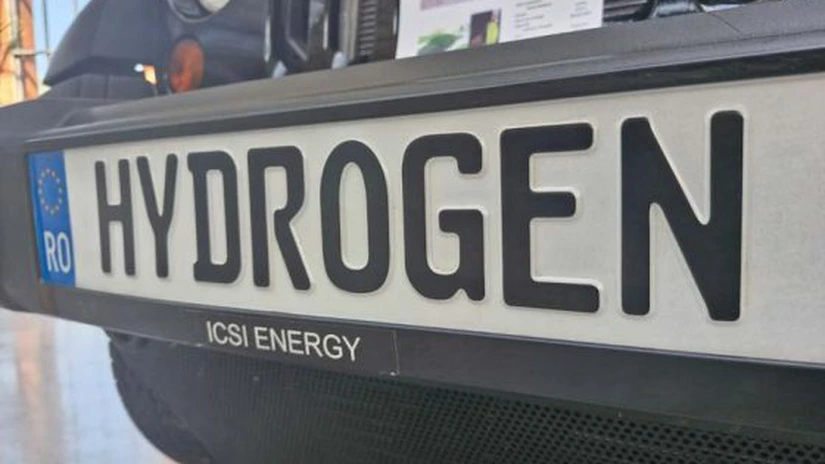 HYDROGEN
RO
ICSI ENERGY